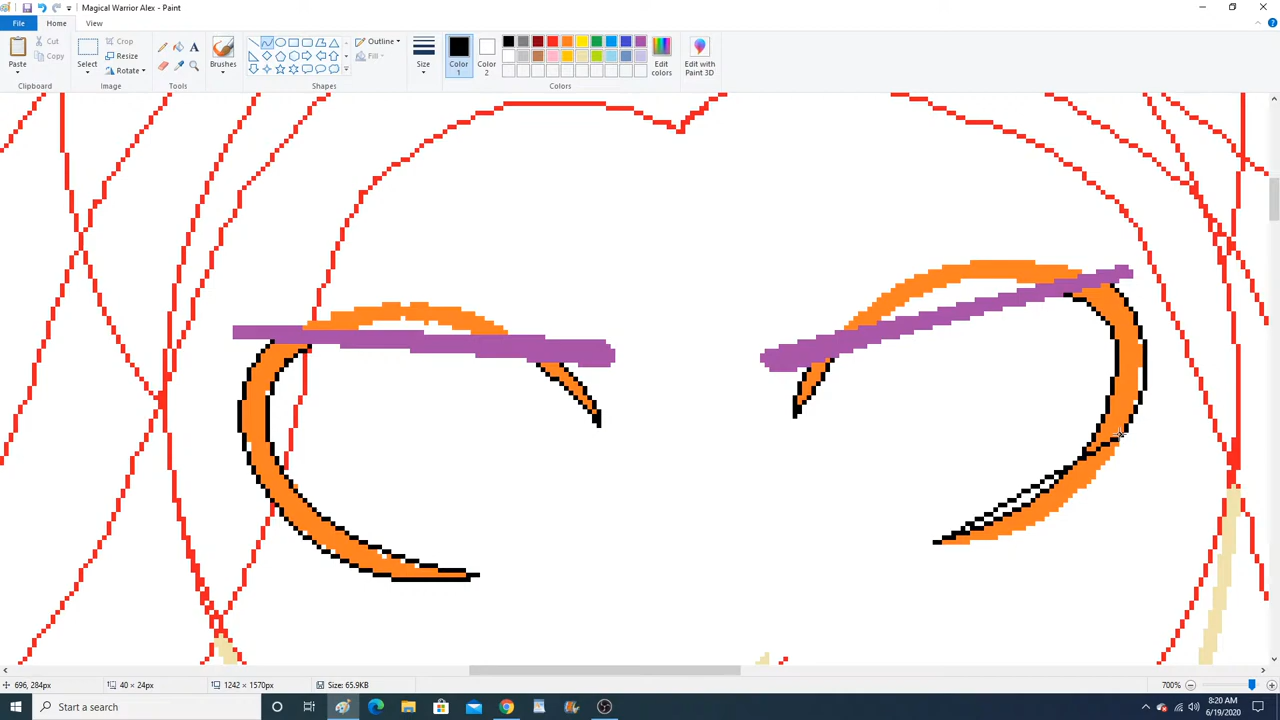 Magical Warrior Alex - Paint
File Home View
Paste
Cut
Copy
Clipboard
Select
Crop
Resize
Rotate
Image
A
Tools
Brushes
Outline
Fill
Shapes
Size
Color
1
Color
2
Edit
colors
Colors
Edit with
Paint 3D
696, 284px 40 × 24px 1242 × 1570px Size: 65.9KB 700%
Start a search
8:20 AM
6/19/2020